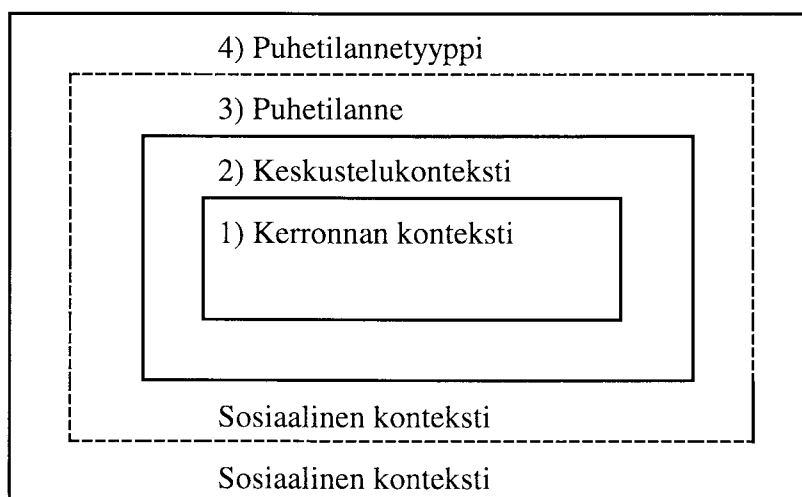 4) Puhetilannetyyppi
3) Puhetilanne
2) Keskustelukonteksti
1) Kerronnan konteksti
Sosiaalinen konteksti
Sosiaalinen konteksti